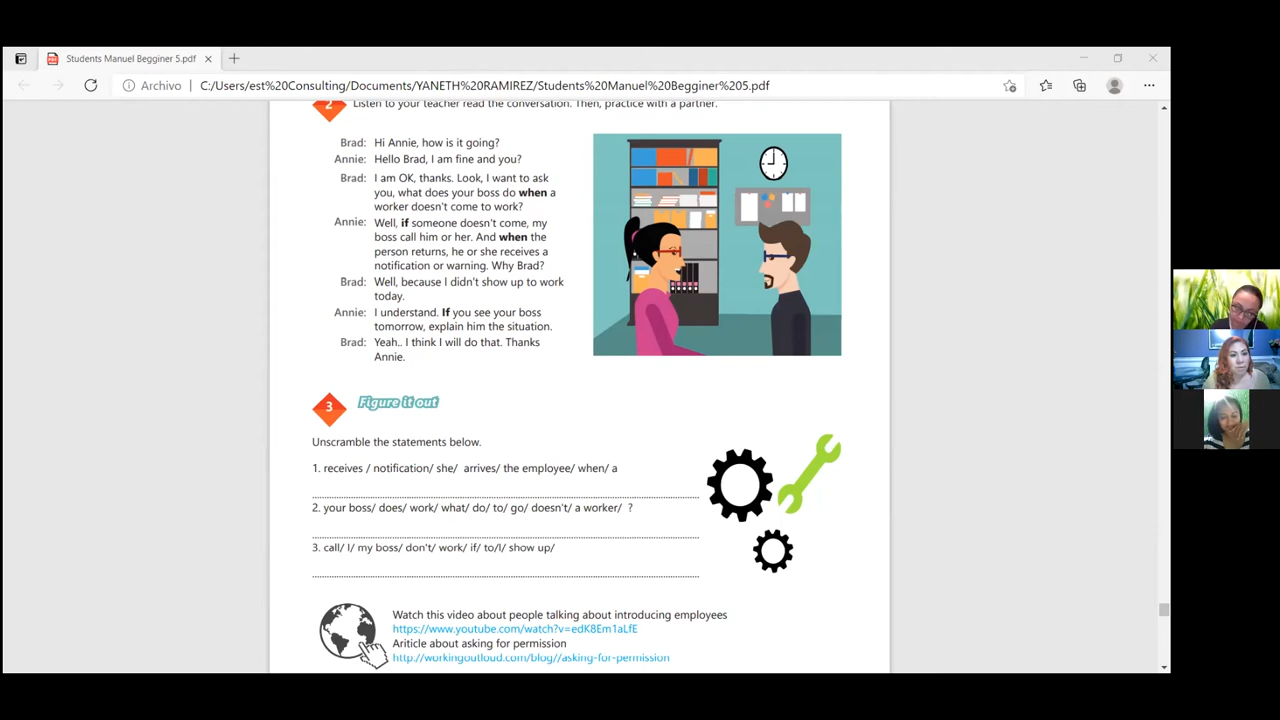 Students Manuel Begginer 5.pdf
Archivo
C:/Users/est%20Consulting/Documents/YANETH%20RAMIREZ/Students%20Manuel%20Begginer%205.pdf
2 Listen to your teacher read the conversation. Then, practice with a partner.
Brad: Hi Annie, how is it going?
Annie: Hello Brad, I am fine and you?
Brad: I am OK, thanks. Look, I want to ask
you, what does your boss do when a
worker doesn't come to work?
Annie: Well, if someone doesn't come, my
boss call him or her. And when the
person returns, he or she receives a
notification or warning. Why Brad?
Brad: Well, because I didn't show up to work
today.
Annie: I understand. If you see your boss
tomorrow, explain him the situation.
Brad: Yeah.. I think I will do that. Thanks
Annie.
3 Figure it out
Unscramble the statements below.
1. receives / notification/ she/ arrives/ the employee/ when/ a
2. your boss/ does/ work/ what/ do/ to/ go/ doesn't/ a worker/ ?
3. call/ I/ my boss/ don't/ work/ if/ to/I/ show up/
Watch this video about people talking about introducing employees
https://www.youtube.com/watch?v=edK8Em1aLfE
Ariticle about asking for permission
http://workingoutloud.com/blog//asking-for-permission